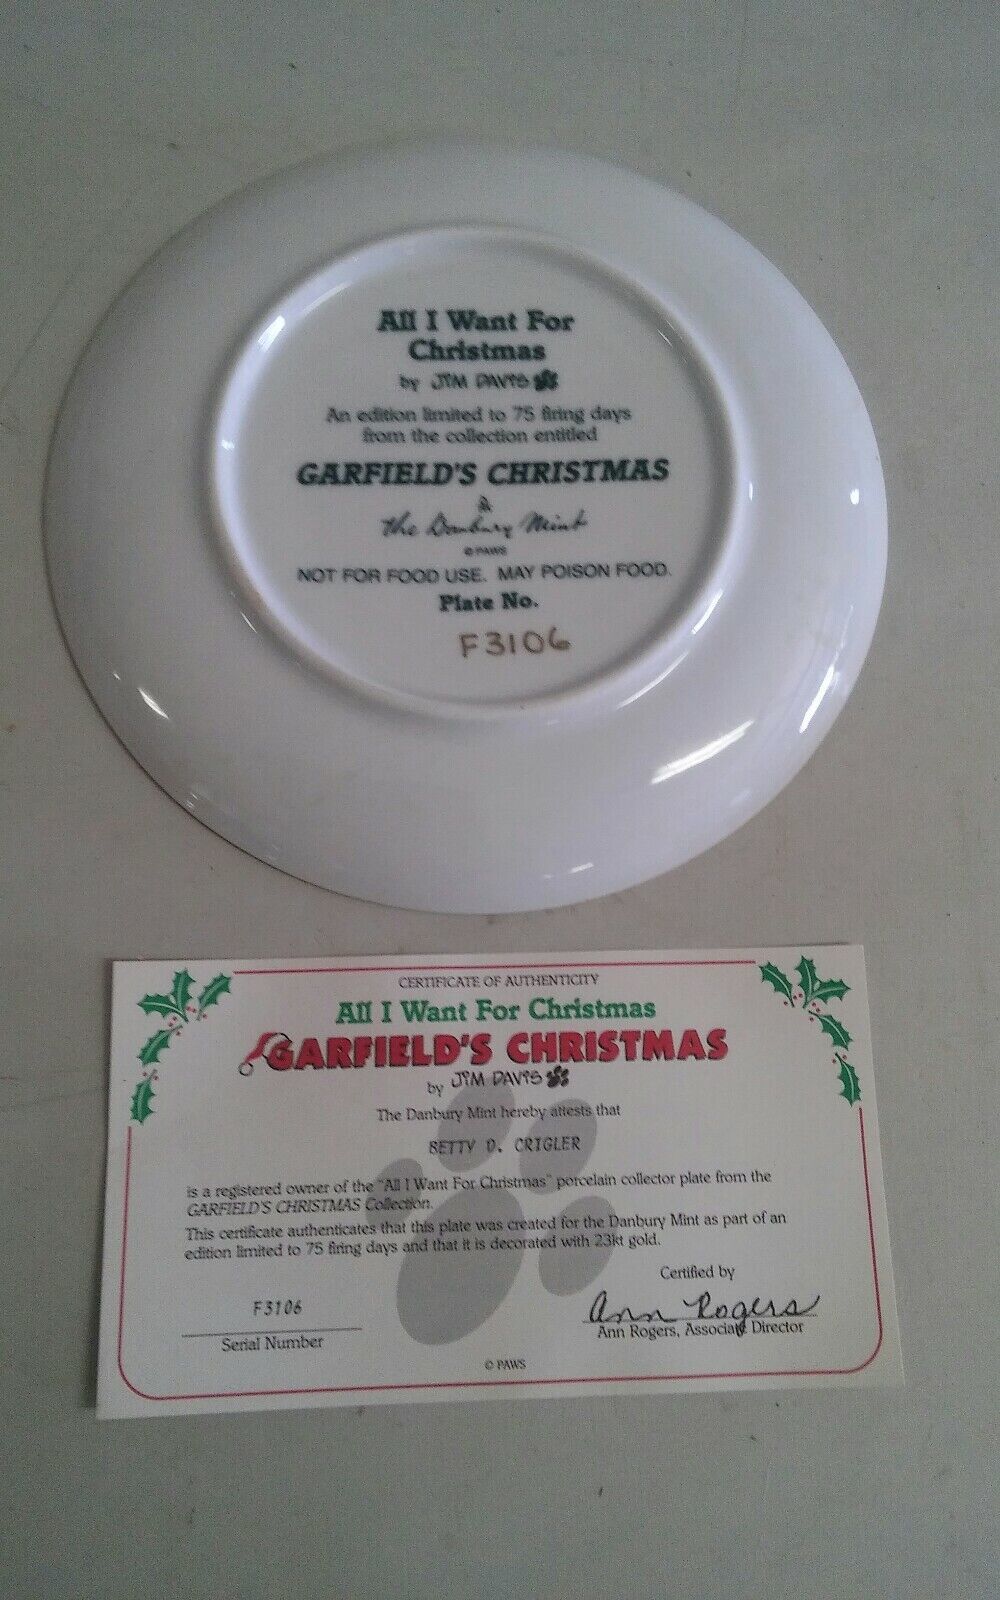 All I Want For
Christmas
by JIM DAVIS
An edition limited to 75 firing days
from the collection entitled
GARFIELD'S CHRISTMAS
&
the Danbury Mint
© PAWS
NOT FOR FOOD USE. MAY POISON FOOD.
Plate No.
F3106
CERTIFICATE OF AUTHENTICITY
All I Want For Christmas
GARFIELD'S CHRISTMAS
by JIM DAVIS
The Danbury Mint hereby attests that
BETTY D. CRIGLER
is a registered owner of the "All I Want For Christmas" porcelain collector plate from the
GARFIELD'S CHRISTMAS Collection.
This certificate authenticates that this plate was created for the Danbury Mint as part of an
edition limited to 75 firing days and that it is decorated with 23kt gold.
Certified by
Ann Rogers
F3106
Ann Rogers, Associate Director
Serial Number
© PAWS